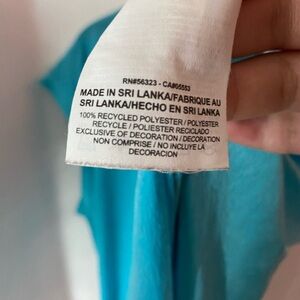 RN#56323 - CA#05553
MADE IN SRI LANKA/FABRIQUE AU
SRI LANKA/HECHO EN SRI LANKA
100% RECYCLED POLYESTER / POLYESTER
RECYCLE / POLIESTER RECICLADO
EXCLUSIVE OF DECORATION / DECORATION
NON COMPRISE / NO INCLUYE LA
DECORACION